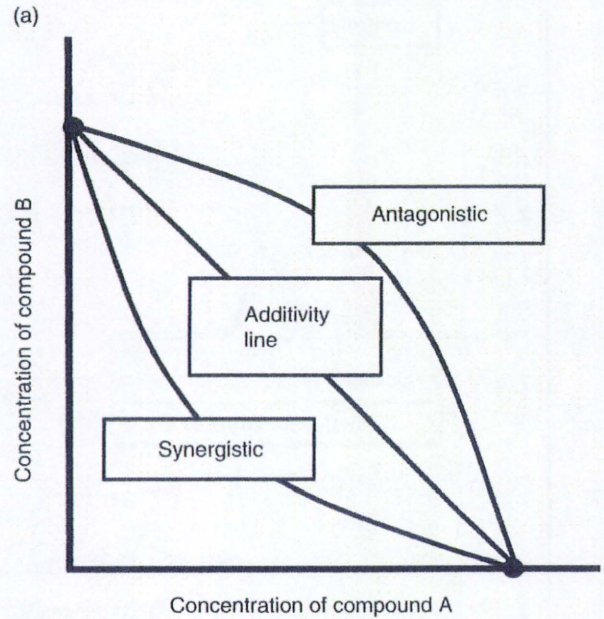 (a)
Concentration of compound B
Antagonistic
Additivity
line
Synergistic
Concentration of compound A